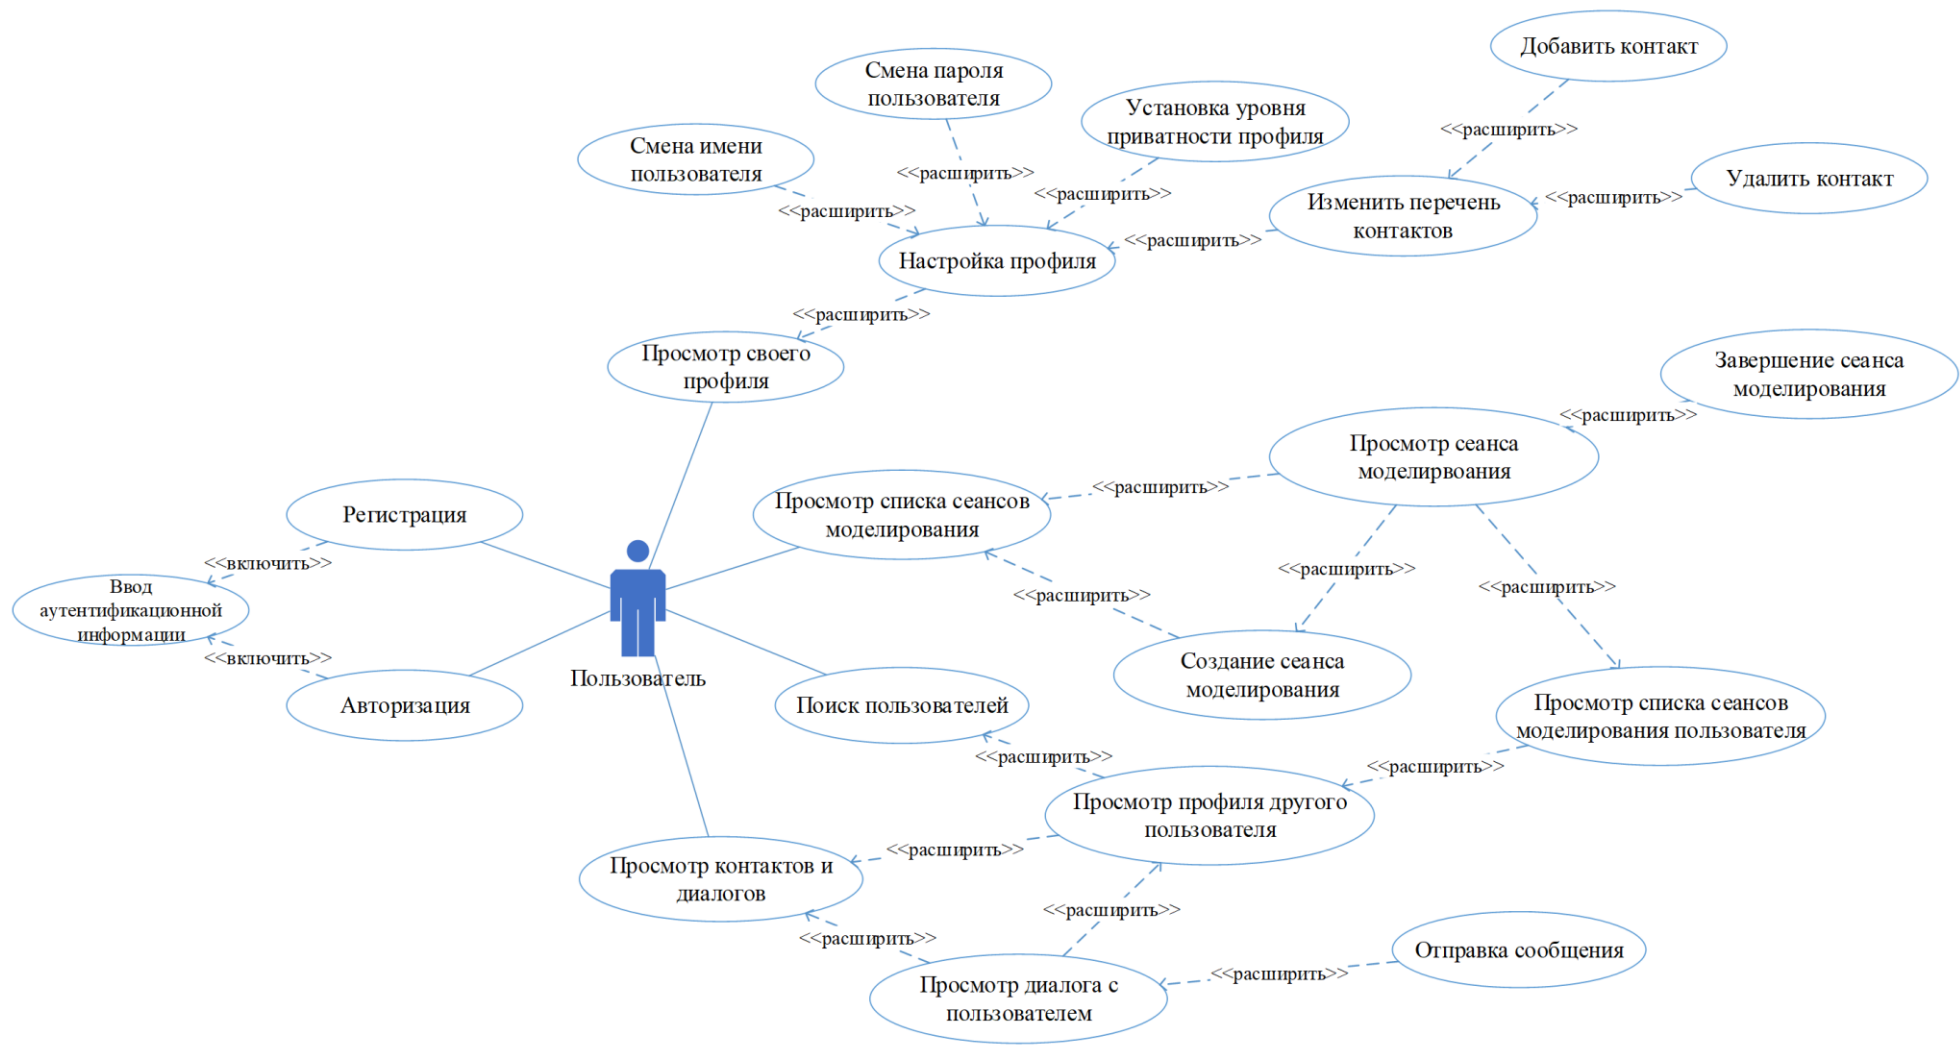 Добавить контакт
Смена пароля
пользователя
Установка уровня
приватности профиля
<<расширить>>
Смена имени
пользователя
<<расширить>>
<<расширить>>
Удалить контакт
<<расширить>>
<<расширить>>
Изменить перечень
контактов
<<расширить>>
Настройка профиля
<<расширить>>
Просмотр своего
профиля
Завершение сеанса
моделирования
<<расширить>>
Просмотр сеанса
моделирвоания
<<расширить>>
Просмотр списка сеансов
моделирования
Регистрация
<<включить>>
<<расширить>>
<<расширить>>
<<расширить>>
Ввод
аутентификационной
информации
<<включить>>
Пользователь
Создание сеанса
моделирования
Авторизация
Поиск пользователей
Просмотр списка сеансов
моделирования пользователя
<<расширить>>
<<расширить>>
Просмотр профиля другого
пользователя
<<расширить>>
Просмотр контактов и
диалогов
<<расширить>>
<<расширить>>
Отправка сообщения
<<расширить>>
Просмотр диалога с
пользователем